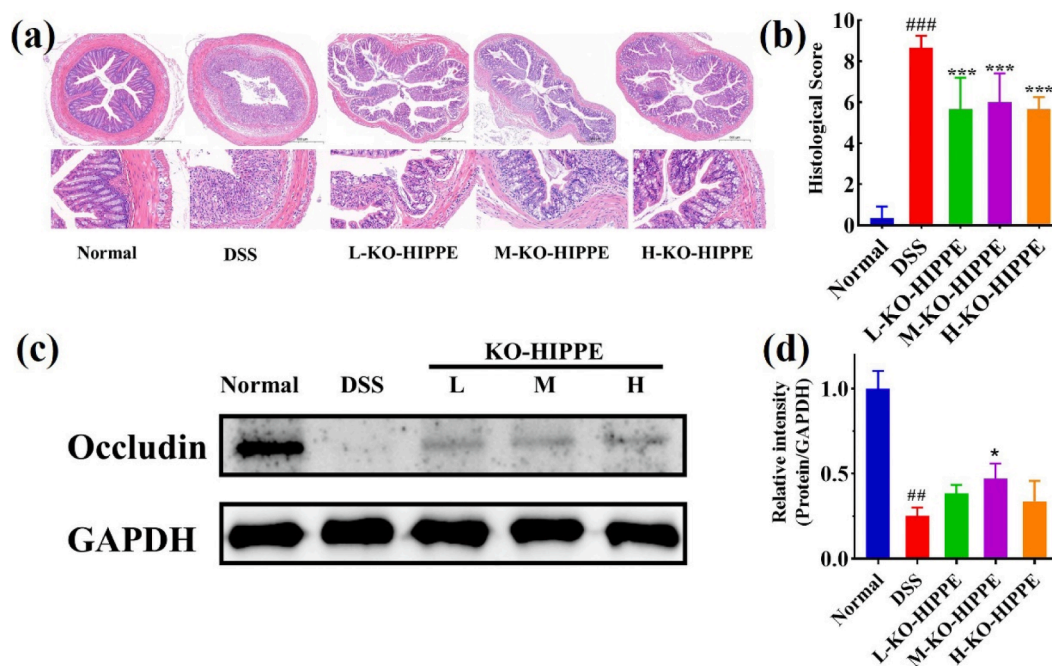 (a)
Normal
DSS
L-KO-HIPPE
M-KO-HIPPE
H-KO-HIPPE
(b)
Histological Score
10
8
6
4
2
0
###
***
***
***
Normal
DSS
L-KO-HIPPE
M-KO-HIPPE
H-KO-HIPPE
(c)
KO-HIPPE
Normal DSS L M H
Occludin
GAPDH
(d)
Relative intensity
(Protein/GAPDH)
1.0
0.5
0.0
##
*
Normal
DSS
L-KO-HIPPE
M-KO-HIPPE
H-KO-HIPPE